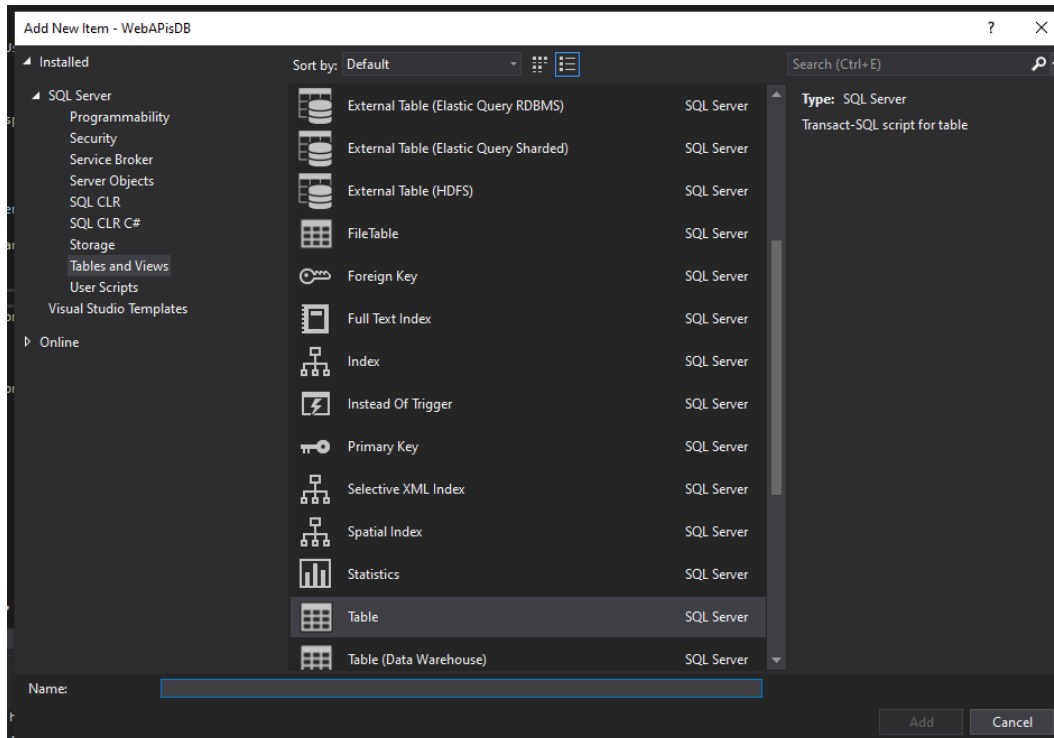 Add New Item - WebAPisDB
?
Installed
Sort by: Default
Search (Ctrl+E)
SQL Server
Programmability
Security
Service Broker
Server Objects
SQL CLR
SQL CLR C#
Storage
Tables and Views
User Scripts
Visual Studio Templates
Online
External Table (Elastic Query RDBMS) SQL Server
External Table (Elastic Query Sharded) SQL Server
External Table (HDFS) SQL Server
FileTable SQL Server
Foreign Key SQL Server
Full Text Index SQL Server
Index SQL Server
Instead Of Trigger SQL Server
Primary Key SQL Server
Selective XML Index SQL Server
Spatial Index SQL Server
Statistics SQL Server
Table SQL Server
Table (Data Warehouse) SQL Server
Type: SQL Server
Transact-SQL script for table
Name:
Add
Cancel